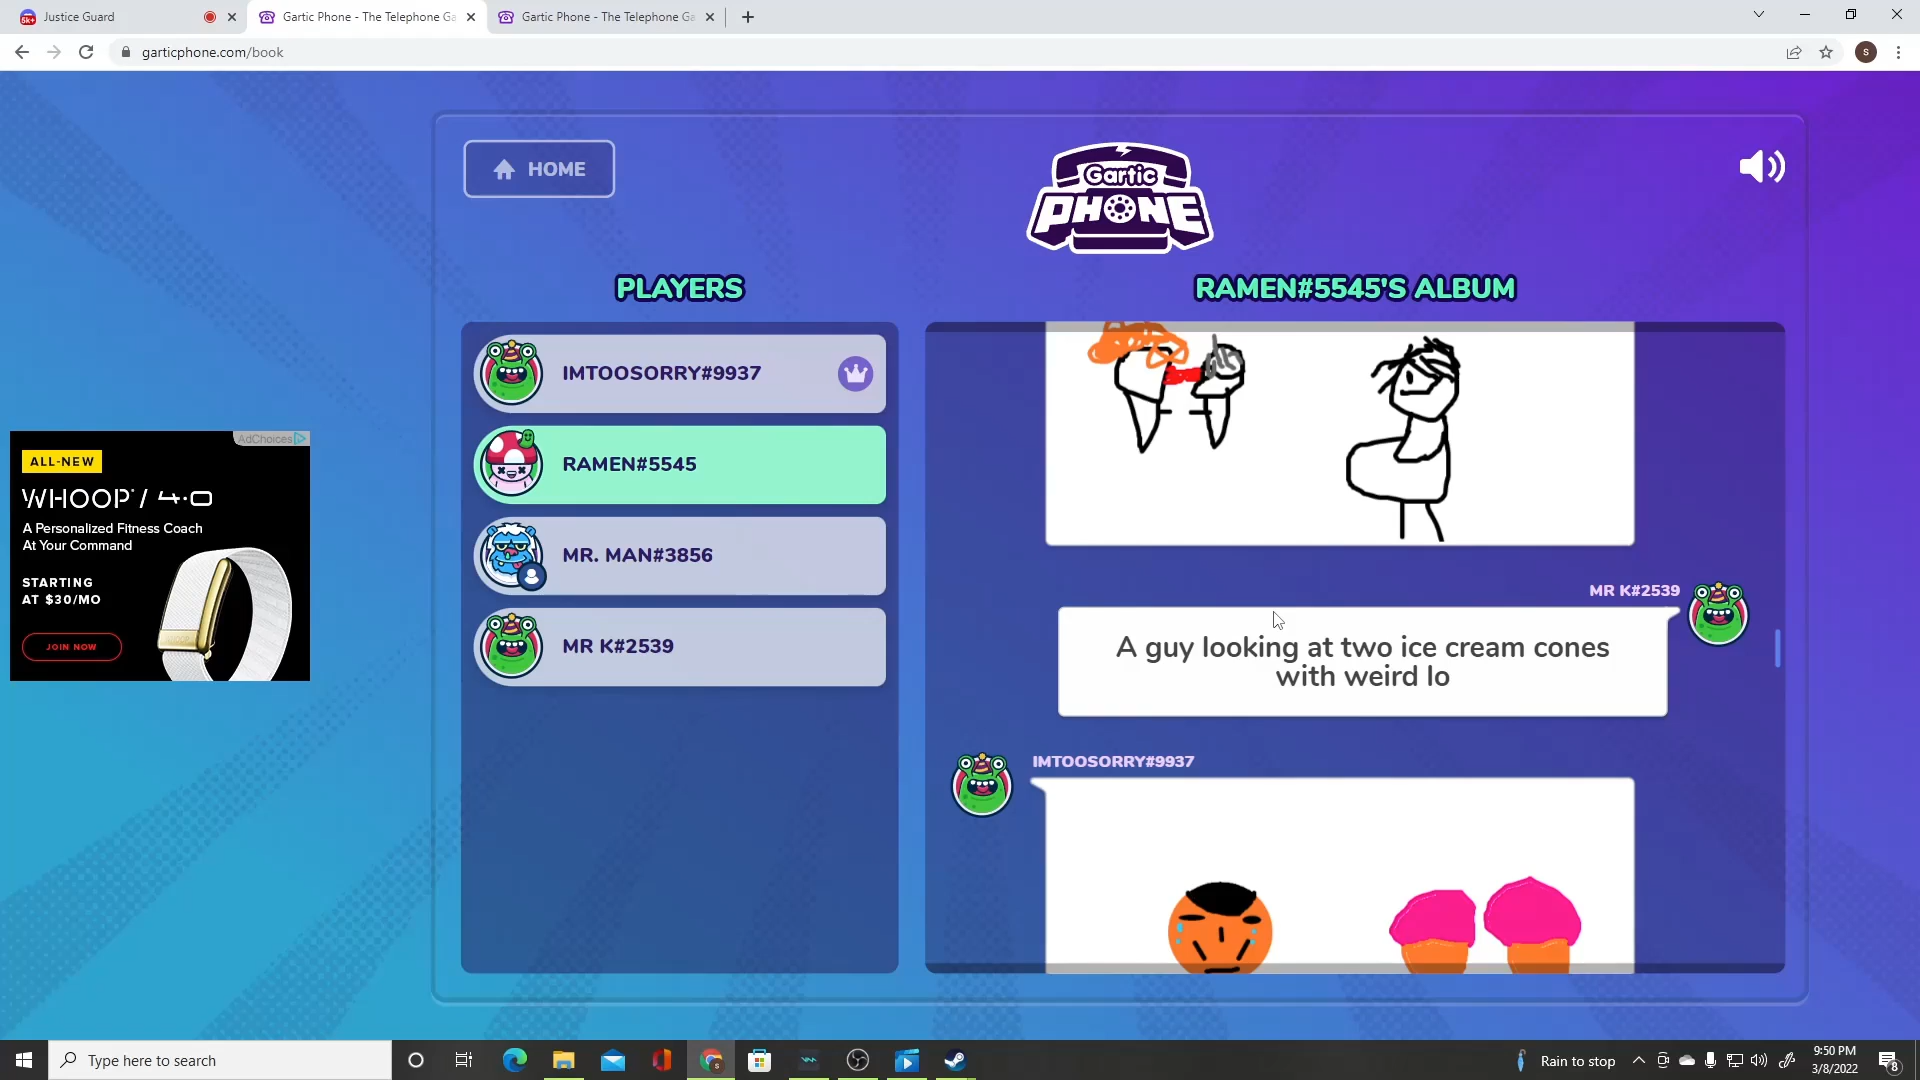 Justice Guard
Gartic Phone - The Telephone Ga
Gartic Phone - The Telephone Ga
garticphone.com/book
S
HOME
Gartic
PHONE
PLAYERS
RAMEN#5545'S ALBUM
IMTOOSORRY#9937
RAMEN#5545
MR. MAN#3856
MR K#2539
MR K#2539
A guy looking at two ice cream cones
with weird lo
IMTOOSORRY#9937
AdChoices
ALL-NEW
WHOOP / 4.0
A Personalized Fitness Coach
At Your Command
STARTING
AT $30/MO
JOIN NOW
Type here to search
Rain to stop
9:50 PM
3/8/2022
8